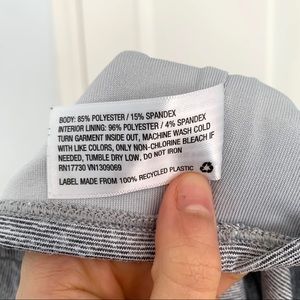 BODY: 85% POLYESTER / 15% SPANDEX
INTERIOR LINING: 96% POLYESTER / 4% SPANDEX
TURN GARMENT INSIDE OUT, MACHINE WASH COLD
WITH LIKE COLORS, ONLY NON-CHLORINE BLEACH IF
NEEDED, TUMBLE DRY LOW, DO NOT IRON
RN17730 VN1309069
LABEL MADE FROM 100% RECYCLED PLASTIC